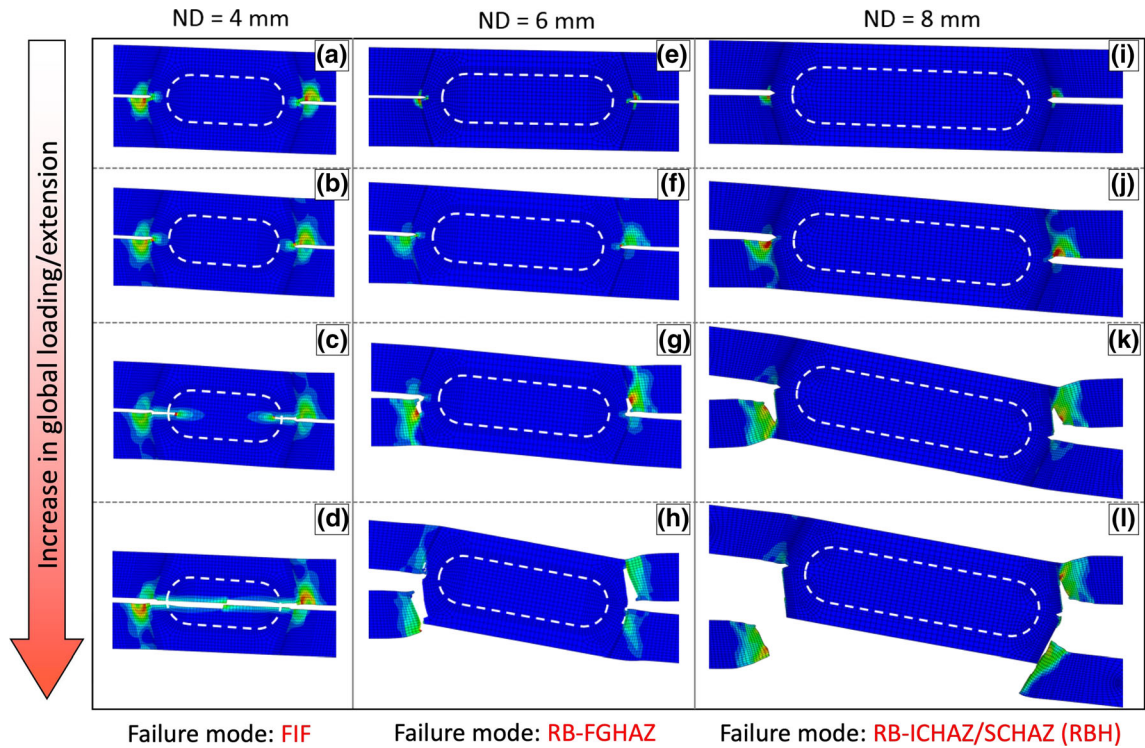 ND = 4 mm
ND = 6 mm
ND = 8 mm
Increase in global loading/extension
(a)
(e)
(i)
(b)
(f)
(j)
(c)
(g)
(k)
(d)
(h)
(l)
Failure mode: FIF
Failure mode: RB-FGHAZ
Failure mode: RB-ICHAZ/SCHAZ (RBH)